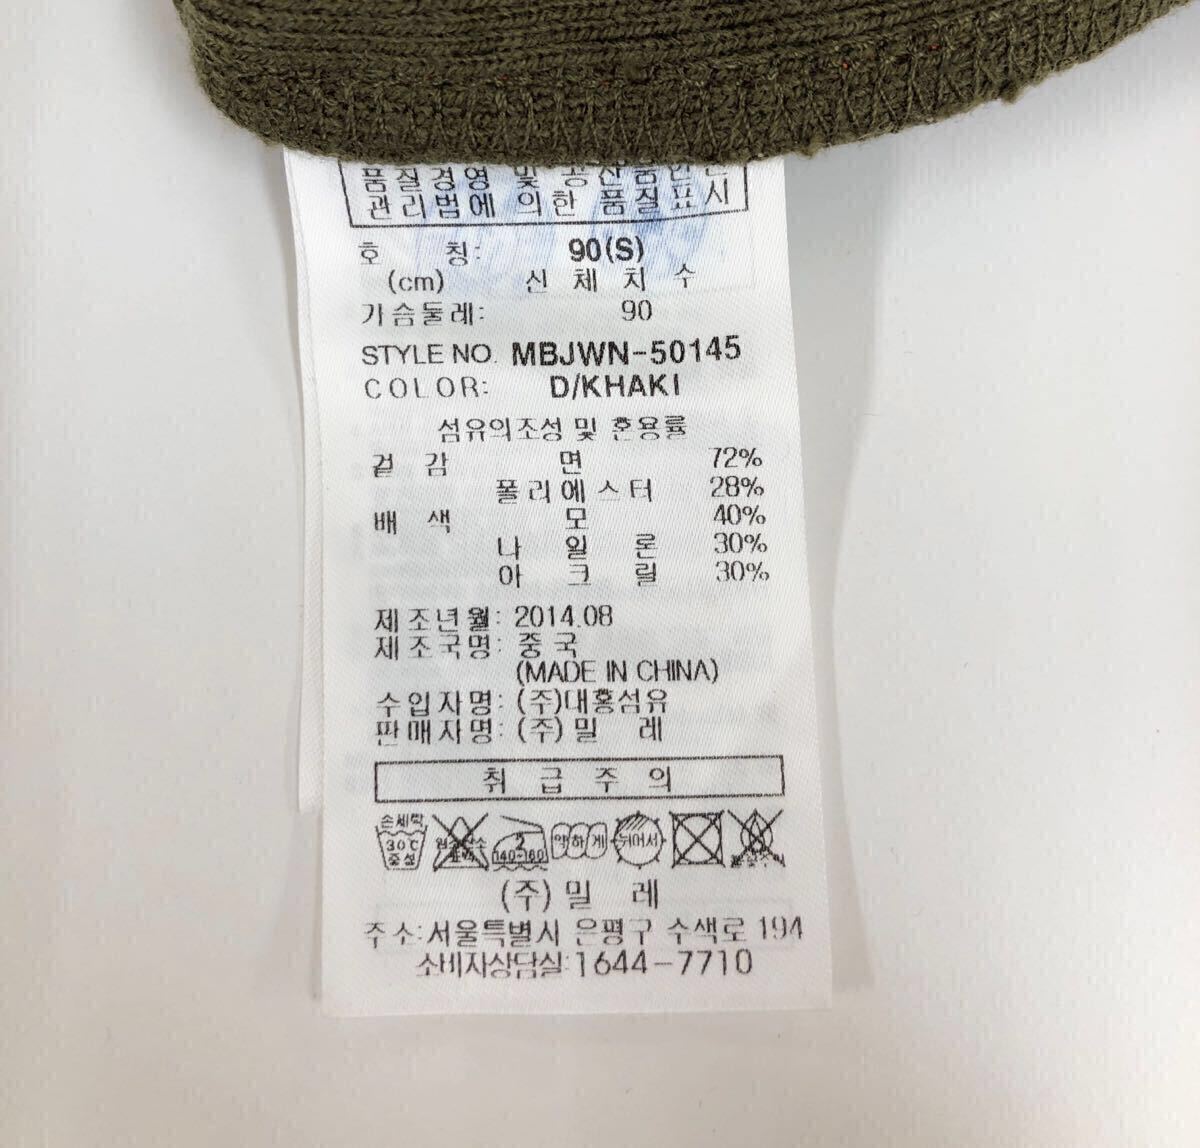 품질경영 및 공산품안전
관리법에 의한 품질표시
호 칭: 90(S)
(cm) 신 체 치 수
가슴둘레: 90
STYLE NO. MBJWN-50145
COLOR: D/KHAKI
섬유의조성 및 혼용률
겉 감 면 72%
폴리에스터 28%
배 색 모 40%
나 일 론 30%
아 크 릴 30%
제조년월: 2014.08
제조국명: 중국
(MADE IN CHINA)
수입자명: (주)대홍섬유
판매자명: (주)밀 레
취 급 주 의
손세탁 30℃ 중성 염소 표백 2 140~160 약하게 뉘어서
(주) 밀 레
주소: 서울특별시 은평구 수색로 194
소비자상담실:1644-7710